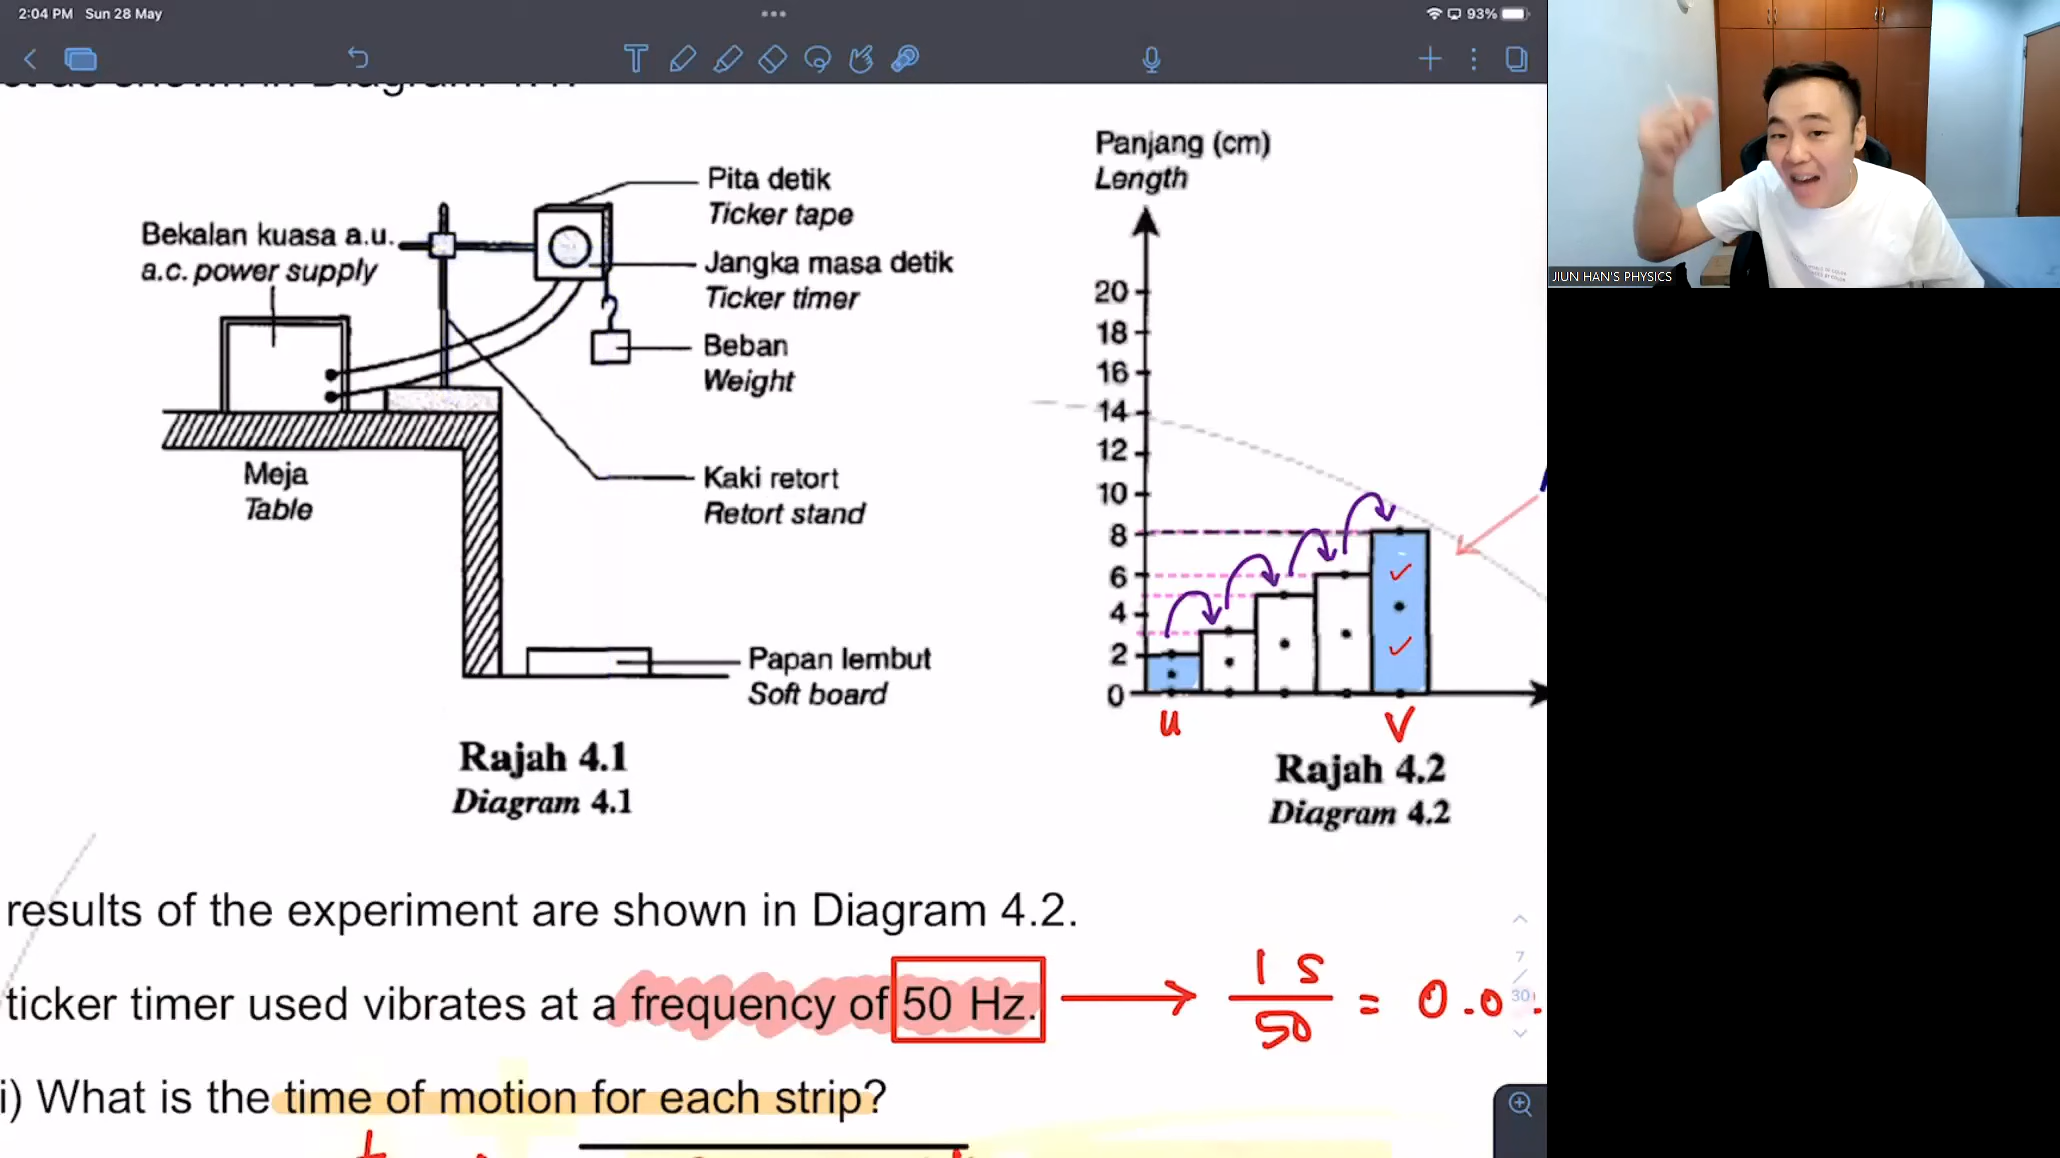 2:04 PM Sun 28 May
93%
Panjang (cm)
Length
Pita detik
Ticker tape
Bekalan kuasa a.u.
a.c. power supply
Jangka masa detik
Ticker timer
Beban
Weight
Meja
Table
Kaki retort
Retort stand
Papan lembut
Soft board
20
18
16
14
12
10
8
6
4
2
0
u
v
Rajah 4.1
Diagram 4.1
Rajah 4.2
Diagram 4.2
results of the experiment are shown in Diagram 4.2.
ticker timer used vibrates at a frequency of 50 Hz.
1 s
50
= 0.0
7
/
30
i) What is the time of motion for each strip?
t
JIUN HAN'S PHYSICS